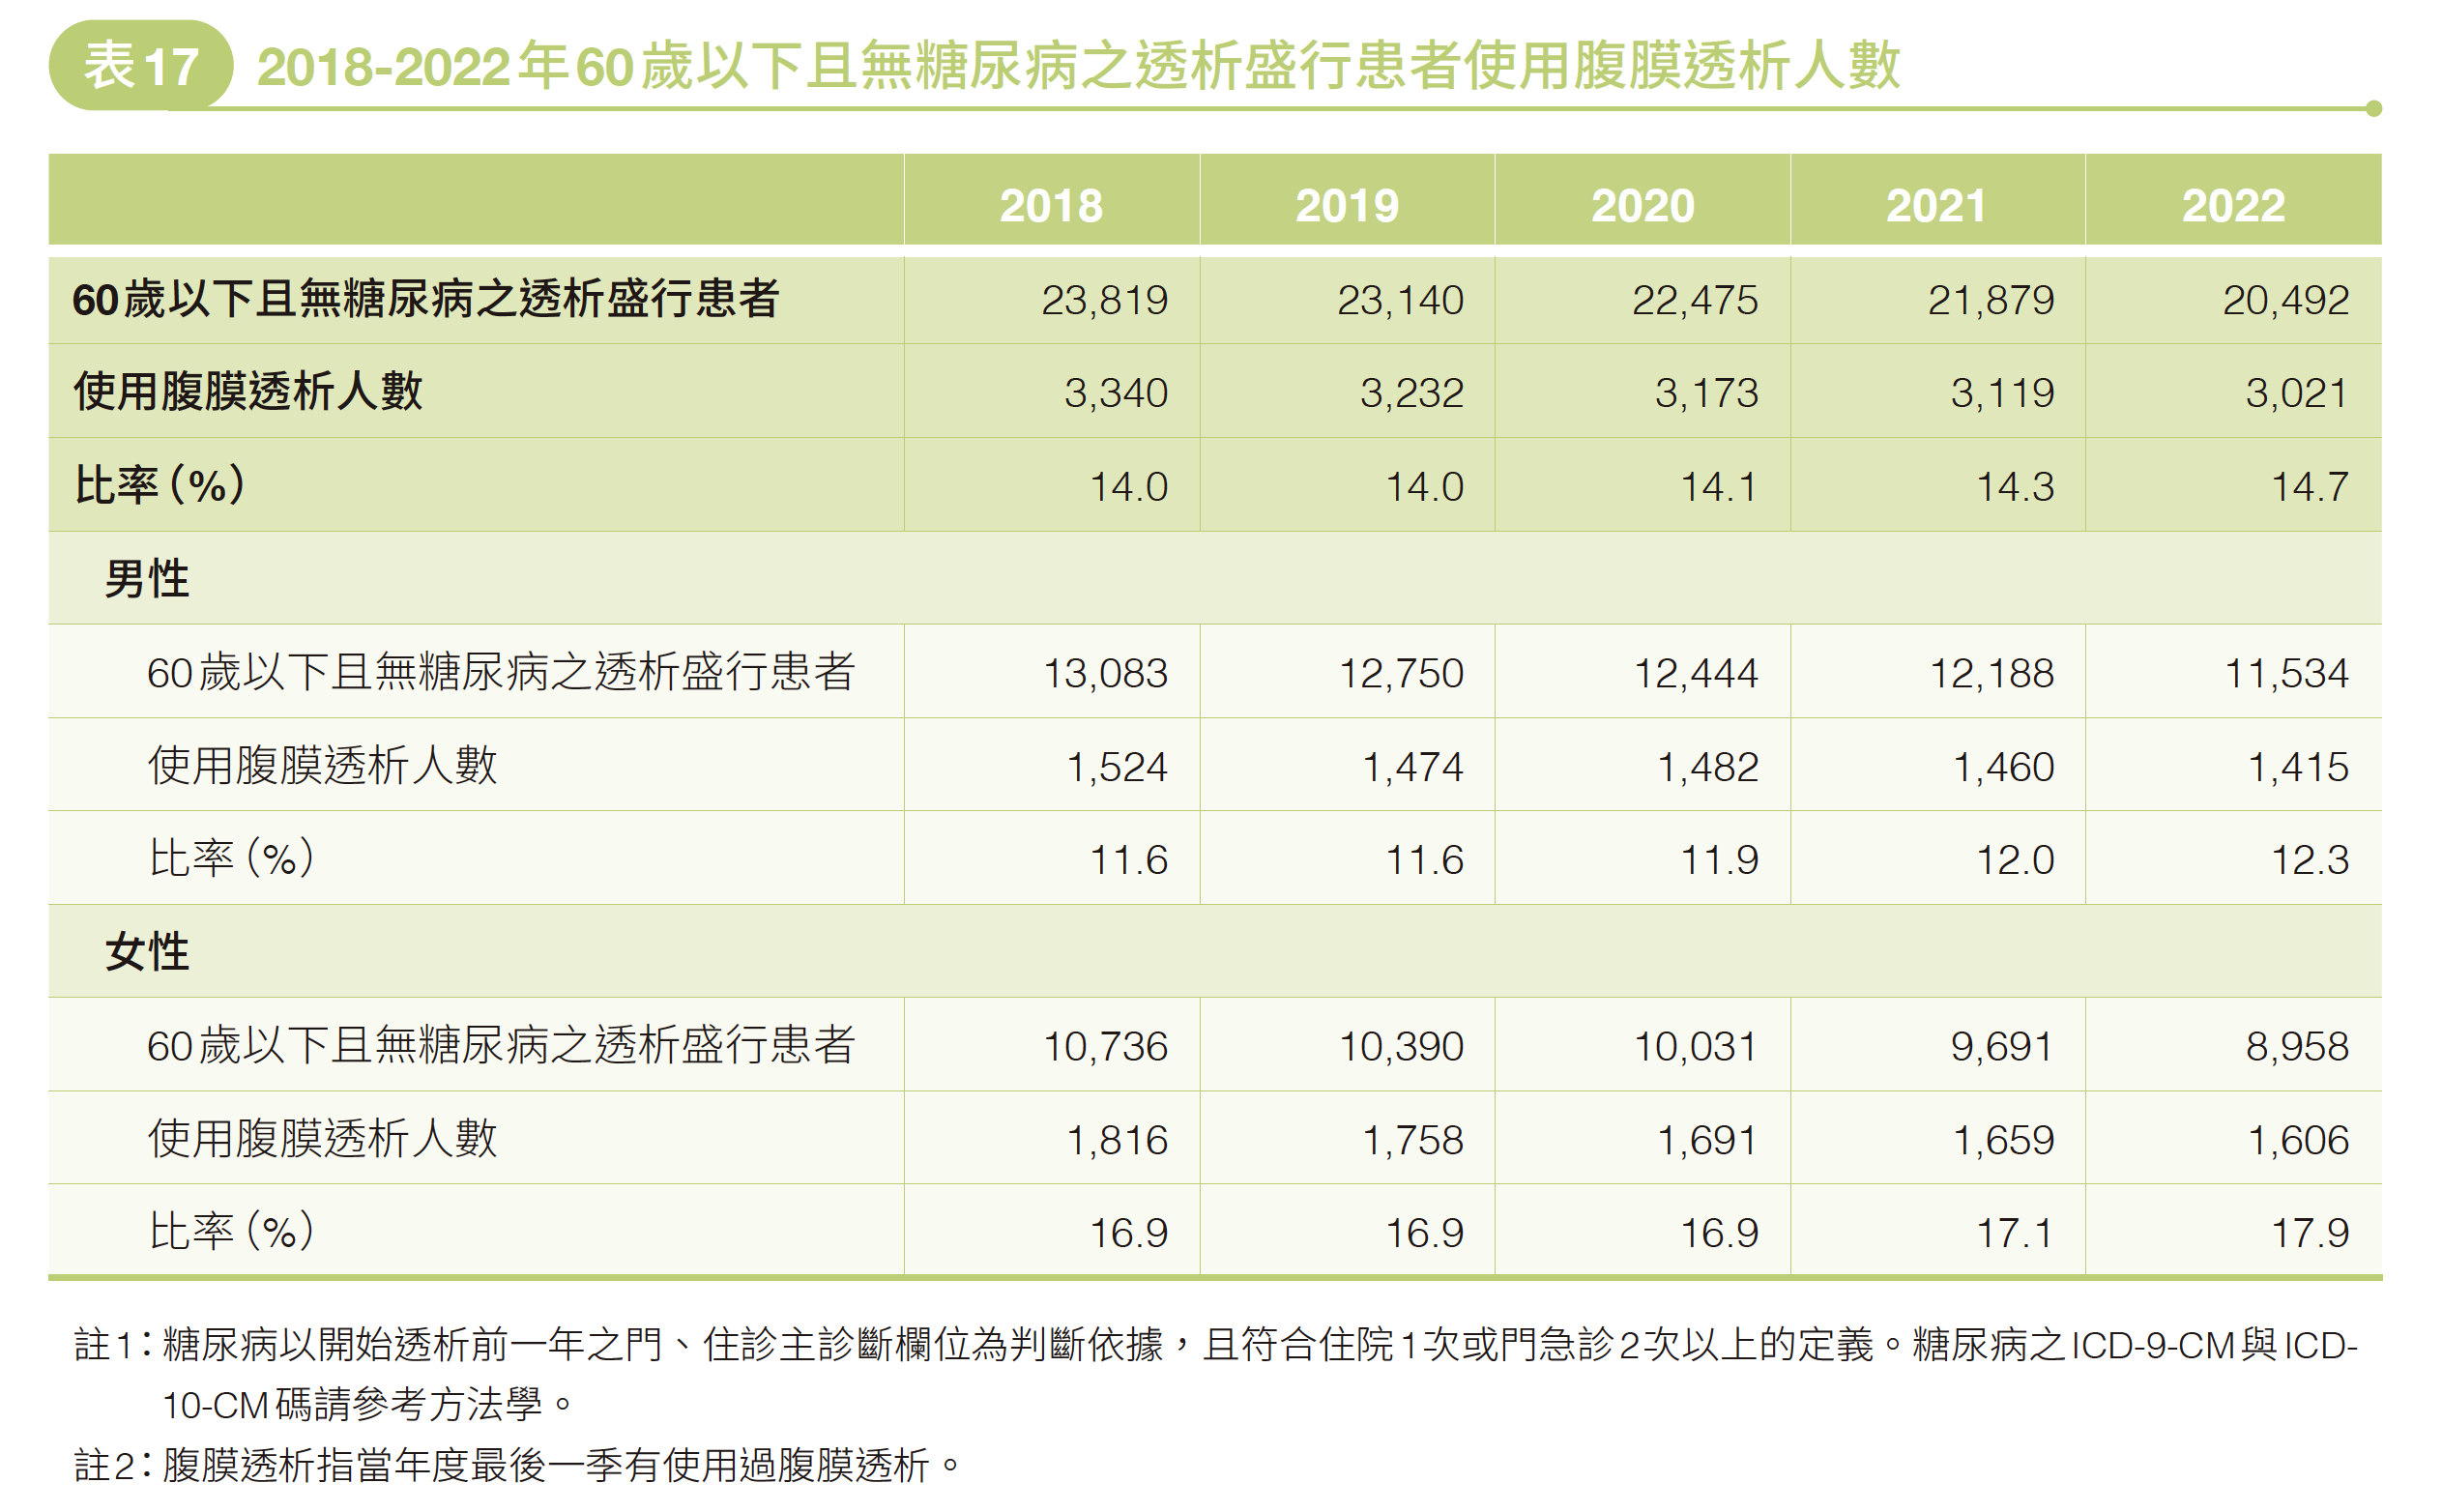 表17 2018-2022年60歲以下且無糖尿病之透析盛行患者使用腹膜透析人數
2018 2019 2020 2021 2022
60歲以下且無糖尿病之透析盛行患者 23,819 23,140 22,475 21,879 20,492
使用腹膜透析人數 3,340 3,232 3,173 3,119 3,021
比率(%) 14.0 14.0 14.1 14.3 14.7
男性
60歲以下且無糖尿病之透析盛行患者 13,083 12,750 12,444 12,188 11,534
使用腹膜透析人數 1,524 1,474 1,482 1,460 1,415
比率(%) 11.6 11.6 11.9 12.0 12.3
女性
60歲以下且無糖尿病之透析盛行患者 10,736 10,390 10,031 9,691 8,958
使用腹膜透析人數 1,816 1,758 1,691 1,659 1,606
比率(%) 16.9 16.9 16.9 17.1 17.9
註1：糖尿病以開始透析前一年之門、住診主診斷欄位為判斷依據，且符合住院1次或門急診2次以上的定義。糖尿病之ICD-9-CM與ICD-
10-CM碼請參考方法學。
註2：腹膜透析指當年度最後一季有使用過腹膜透析。